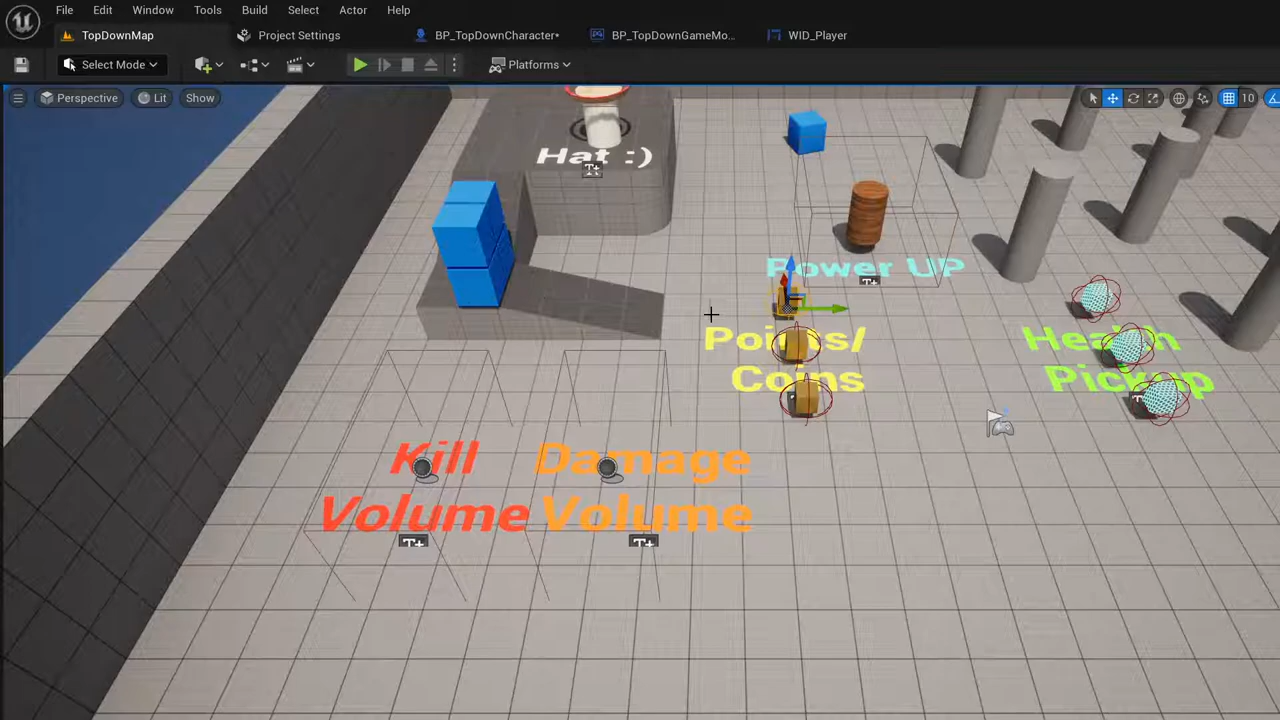 File Edit Window Tools Build Select Actor Help
TopDownMap Project Settings BP_TopDownCharacter• BP_TopDownGameMo... WID_Player
Select Mode Platforms
Perspective Lit Show 10
Hat :)
Power UP
Points/
Coins
Health
Pickup
Kill
Volume
Damage
Volume